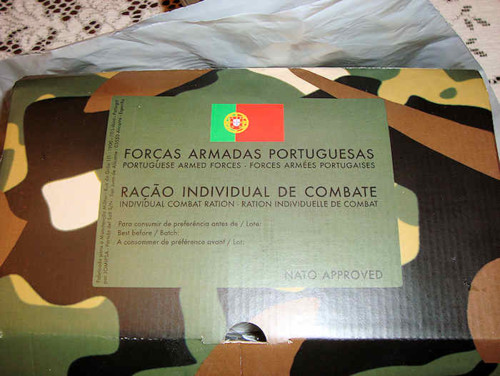 FORÇAS ARMADAS PORTUGUESAS
PORTUGUESE ARMED FORCES - FORCES ARMÉES PORTUGAISES
RAÇÃO INDIVIDUAL DE COMBATE
INDIVIDUAL COMBAT RATION - RATION INDIVIDUELLE DE COMBAT
Para consumir de preferência antes de / Lote:
Best before / Batch:
A consommer de préférence avant / Lot:
NATO APPROVED